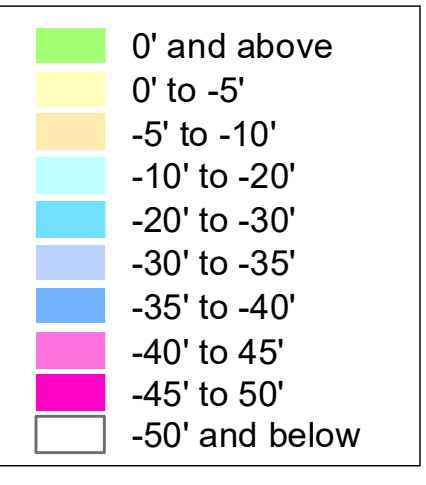 0' and above
0' to -5'
-5' to -10'
-10' to -20'
-20' to -30'
-30' to -35'
-35' to -40'
-40' to 45'
-45' to 50'
-50' and below